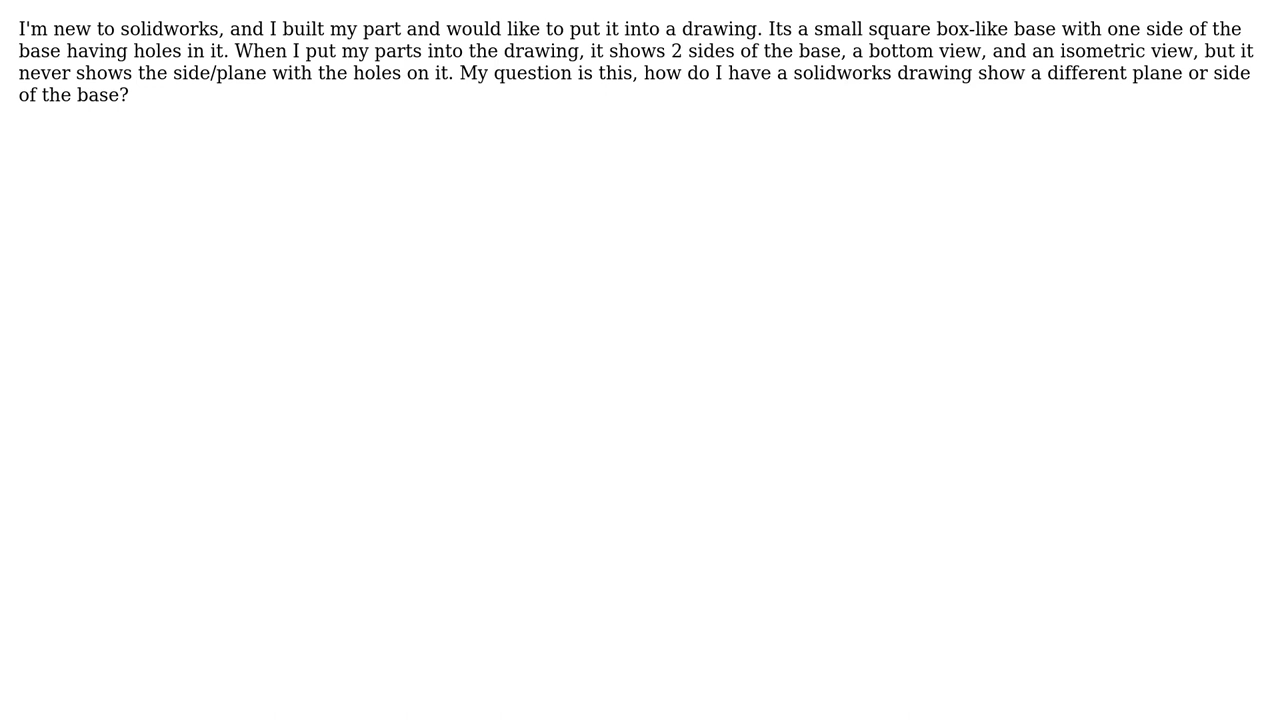 I'm new to solidworks, and I built my part and would like to put it into a drawing. Its a small square box-like base with one side of the
base having holes in it. When I put my parts into the drawing, it shows 2 sides of the base, a bottom view, and an isometric view, but it
never shows the side/plane with the holes on it. My question is this, how do I have a solidworks drawing show a different plane or side
of the base?